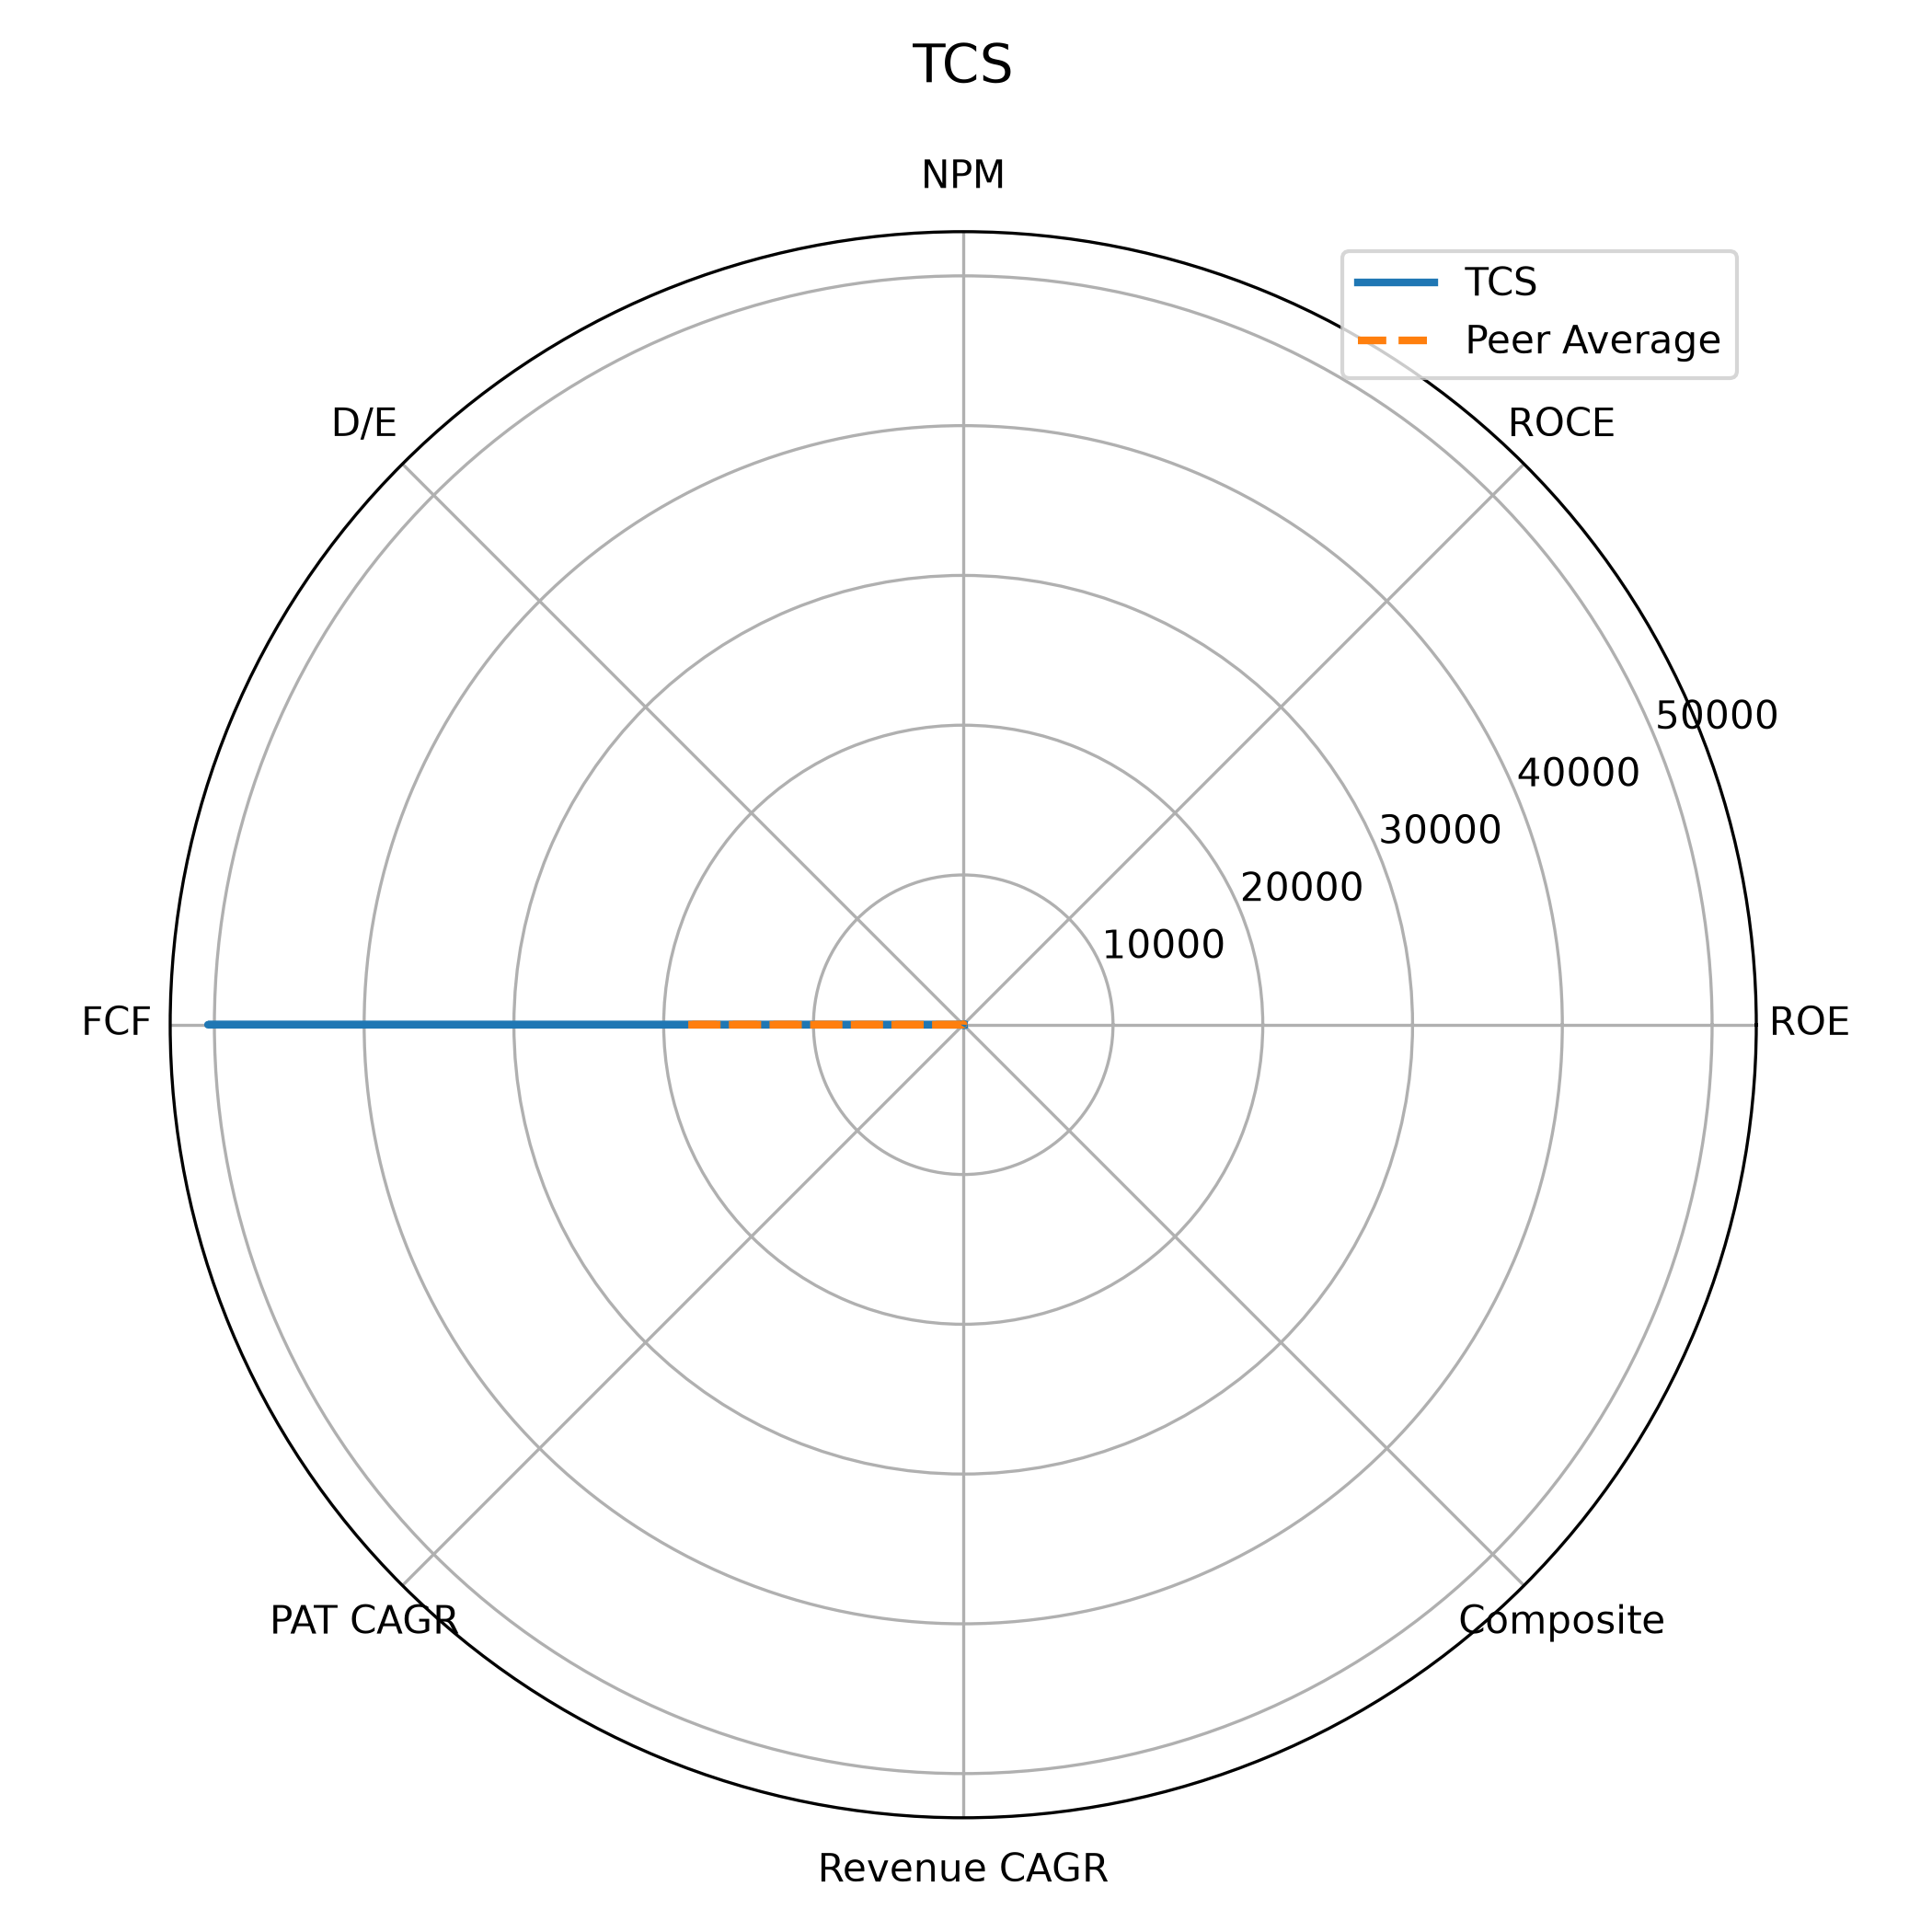 TCS
NPM
TCS
Peer Average
D/E
ROCE
50000
40000
30000
20000
10000
FCF
ROE
PAT CAGR
Composite
Revenue CAGR